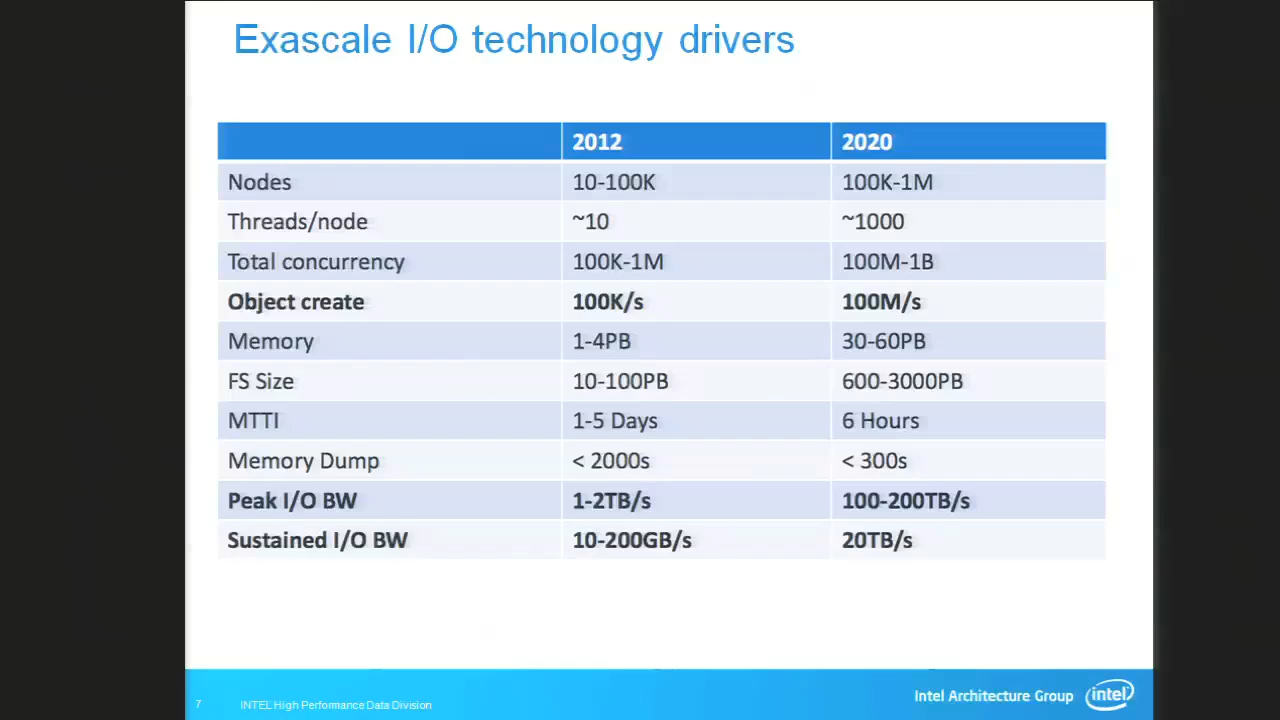 Exascale I/O technology drivers
2012 2020
Nodes 10-100K 100K-1M
Threads/node ~10 ~1000
Total concurrency 100K-1M 100M-1B
Object create 100K/s 100M/s
Memory 1-4PB 30-60PB
FS Size 10-100PB 600-3000PB
MTTI 1-5 Days 6 Hours
Memory Dump < 2000s < 300s
Peak I/O BW 1-2TB/s 100-200TB/s
Sustained I/O BW 10-200GB/s 20TB/s
7 INTEL High Performance Data Division
Intel Architecture Group intel